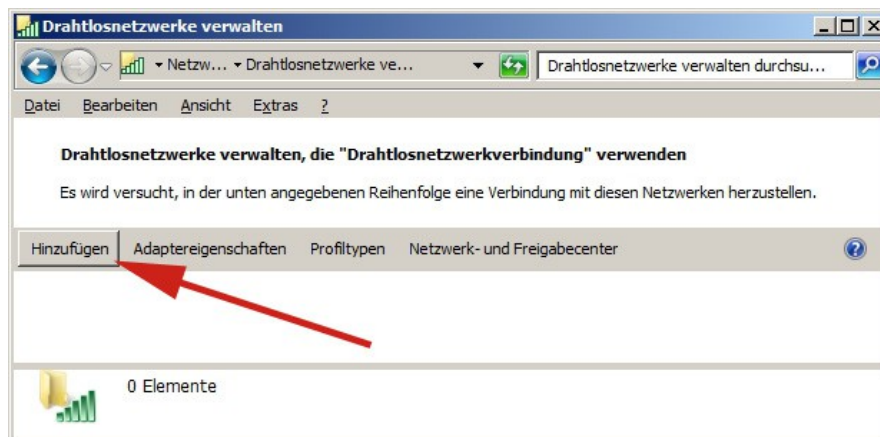 Drahtlosnetzwerke verwalten
Netzw... Drahtlosnetzwerke ve... Drahtlosnetzwerke verwalten durchsu...
Datei Bearbeiten Ansicht Extras ?
Drahtlosnetzwerke verwalten, die "Drahtlosnetzwerkverbindung" verwenden
Es wird versucht, in der unten angegebenen Reihenfolge eine Verbindung mit diesen Netzwerken herzustellen.
Hinzufügen Adaptereigenschaften Profiltypen Netzwerk- und Freigabecenter ?
0 Elemente